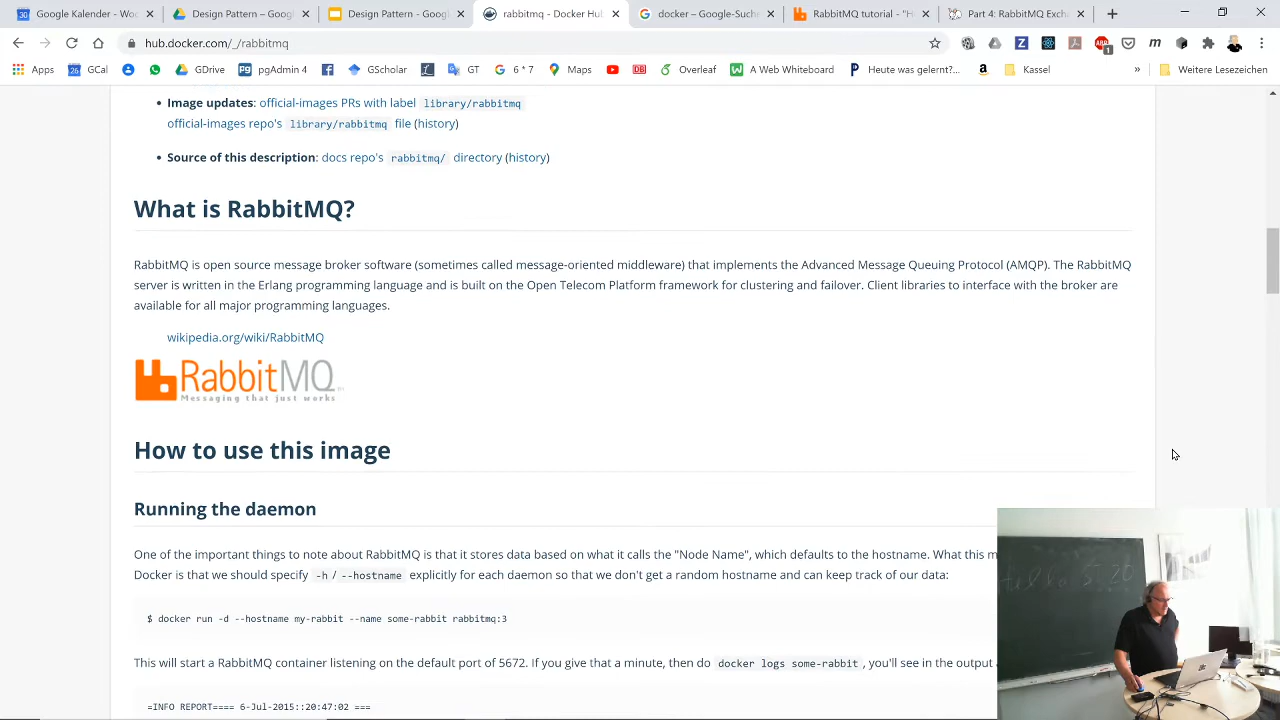 Google Kalender - Wo
Design Pattern - Google
Design Pattern - Googl
rabbitmq - Docker Hub
docker – Google-Suche
RabbitMQ tutorial - "He
Part 4: RabbitMQ Exch
hub.docker.com/_/rabbitmq
Apps
GCal
GDrive
pgAdmin 4
GScholar
GT
6 * 7
Maps
DB
Overleaf
A Web Whiteboard
Heute was gelernt?...
Kassel
»
Weitere Lesezeichen
• Image updates: official-images PRs with label library/rabbitmq
official-images repo's library/rabbitmq file (history)
• Source of this description: docs repo's rabbitmq/ directory (history)
What is RabbitMQ?
RabbitMQ is open source message broker software (sometimes called message-oriented middleware) that implements the Advanced Message Queuing Protocol (AMQP). The RabbitMQ
server is written in the Erlang programming language and is built on the Open Telecom Platform framework for clustering and failover. Client libraries to interface with the broker are
available for all major programming languages.
wikipedia.org/wiki/RabbitMQ
RabbitMQ
Messaging that just works
How to use this image
Running the daemon
One of the important things to note about RabbitMQ is that it stores data based on what it calls the "Node Name", which defaults to the hostname. What this m
Docker is that we should specify -h / --hostname explicitly for each daemon so that we don't get a random hostname and can keep track of our data:
$ docker run -d --hostname my-rabbit --name some-rabbit rabbitmq:3
This will start a RabbitMQ container listening on the default port of 5672. If you give that a minute, then do docker logs some-rabbit , you'll see in the output
=INFO REPORT==== 6-Jul-2015::20:47:02 ===